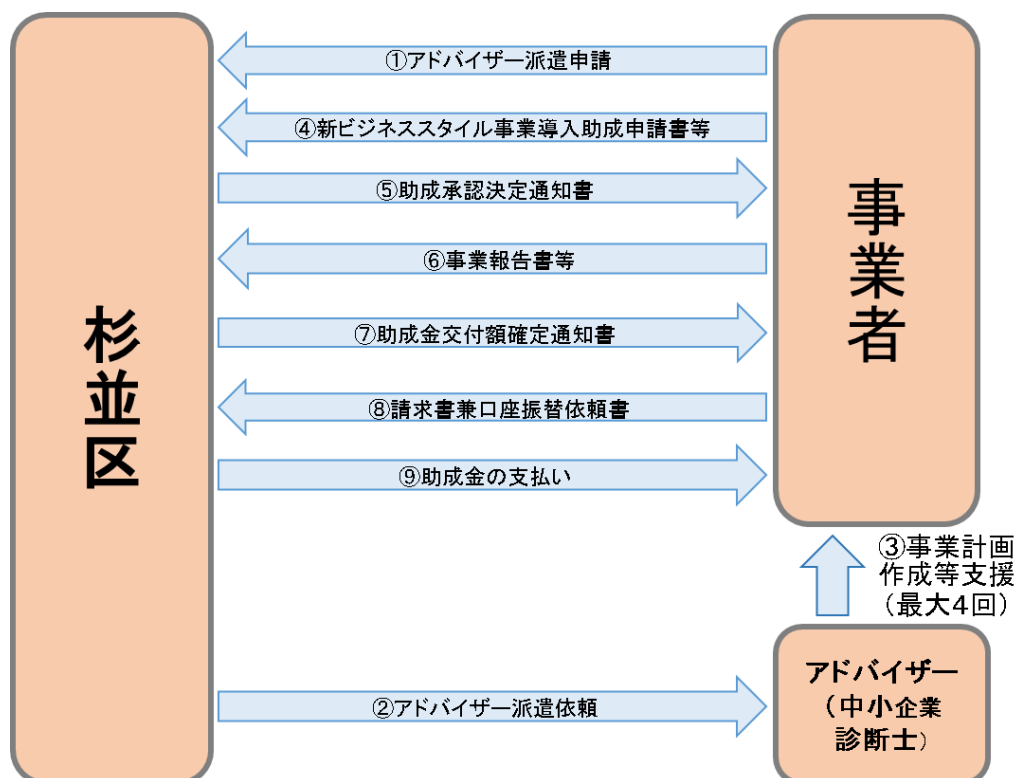 杉並区
①アドバイザー派遣申請
④新ビジネススタイル事業導入助成申請書等
⑤助成承認決定通知書
⑥事業報告書等
⑦助成金交付額確定通知書
⑧請求書兼口座振替依頼書
⑨助成金の支払い
②アドバイザー派遣依頼
事業者
③事業計画
作成等支援
（最大4回）
アドバイザー
（中小企業
診断士）